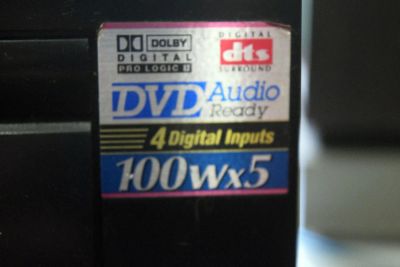 DOLBY
DIGITAL
PRO LOGIC II
DIGITAL
dts
SURROUND
DVD Audio
Ready
4 Digital Inputs
100Wx5